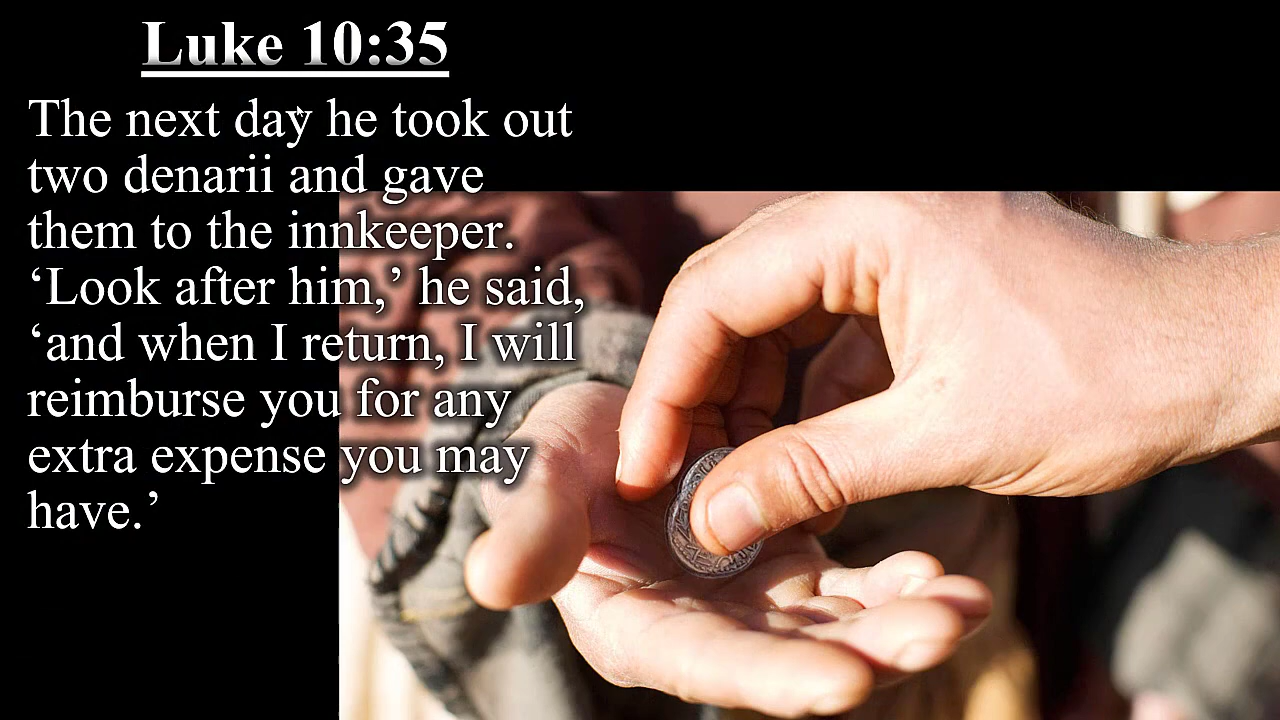 Luke 10:35
The next day he took out
two denarii and gave
them to the innkeeper.
‘Look after him,’ he said,
‘and when I return, I will
reimburse you for any
extra expense you may
have.’